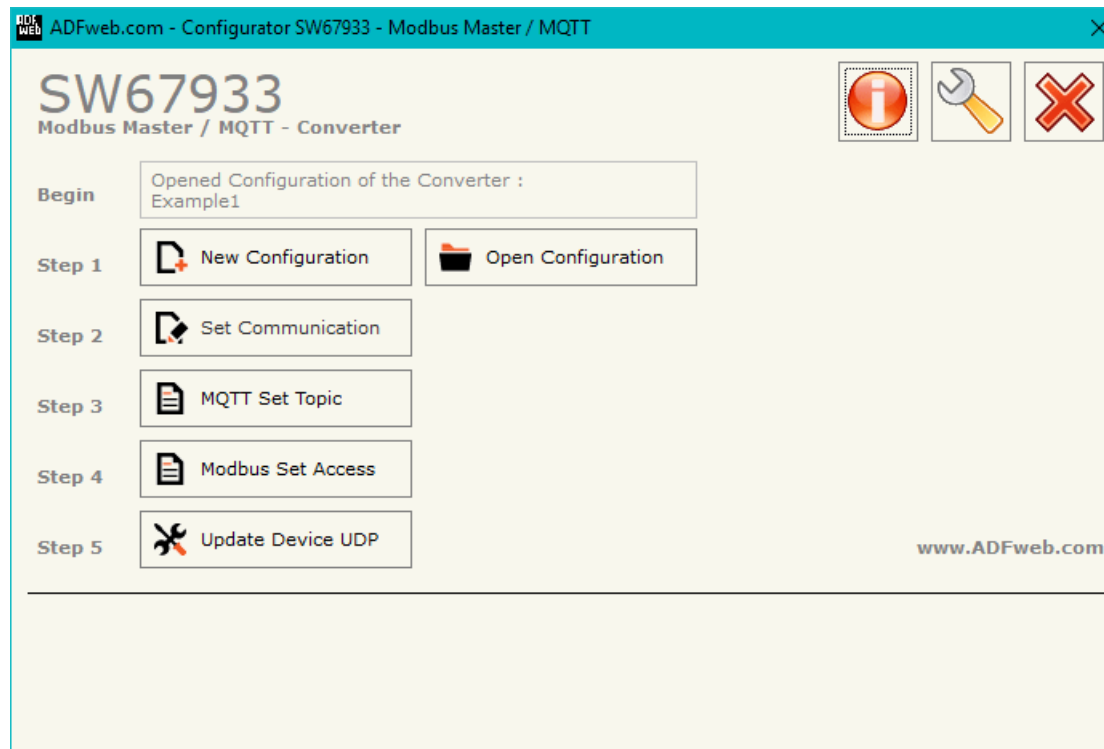 ADF WEB ADFweb.com - Configurator SW67933 - Modbus Master / MQTT
SW67933
Modbus Master / MQTT - Converter
Begin
Opened Configuration of the Converter :
Example1
Step 1
New Configuration
Open Configuration
Step 2
Set Communication
Step 3
MQTT Set Topic
Step 4
Modbus Set Access
Step 5
Update Device UDP
www.ADFweb.com